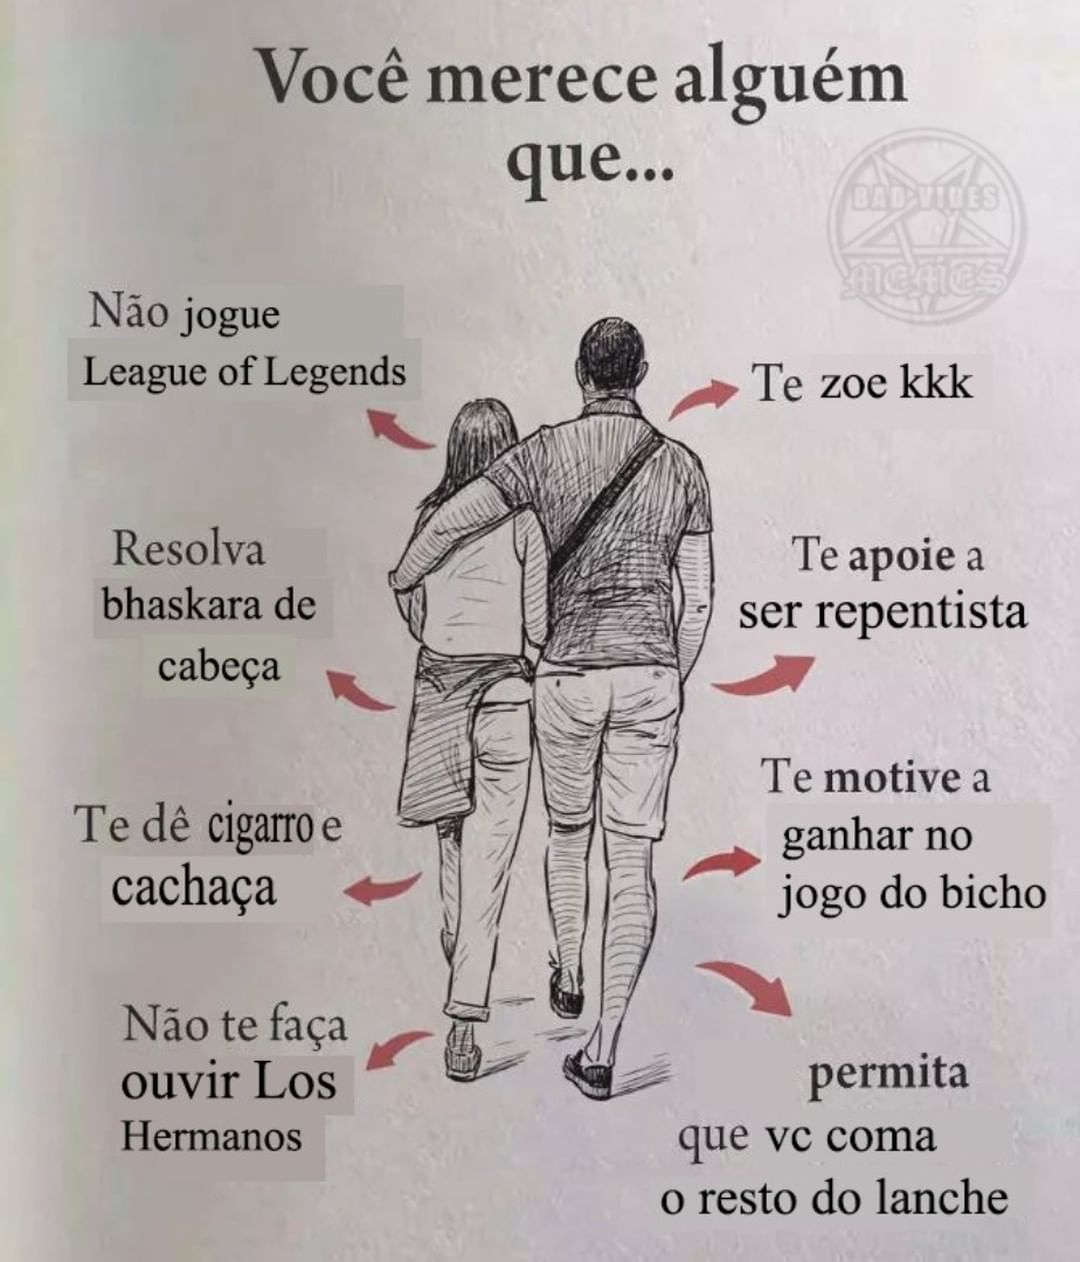 Você merece alguém
que...
BAD VIBES
MEMES
Não jogue
League of Legends
Te zoe kkk
Resolva
bhaskara de
cabeça
Te apoie a
ser repentista
Te dê cigarro e
cachaça
Te motive a
ganhar no
jogo do bicho
Não te faça
ouvir Los
Hermanos
permita
que vc coma
o resto do lanche